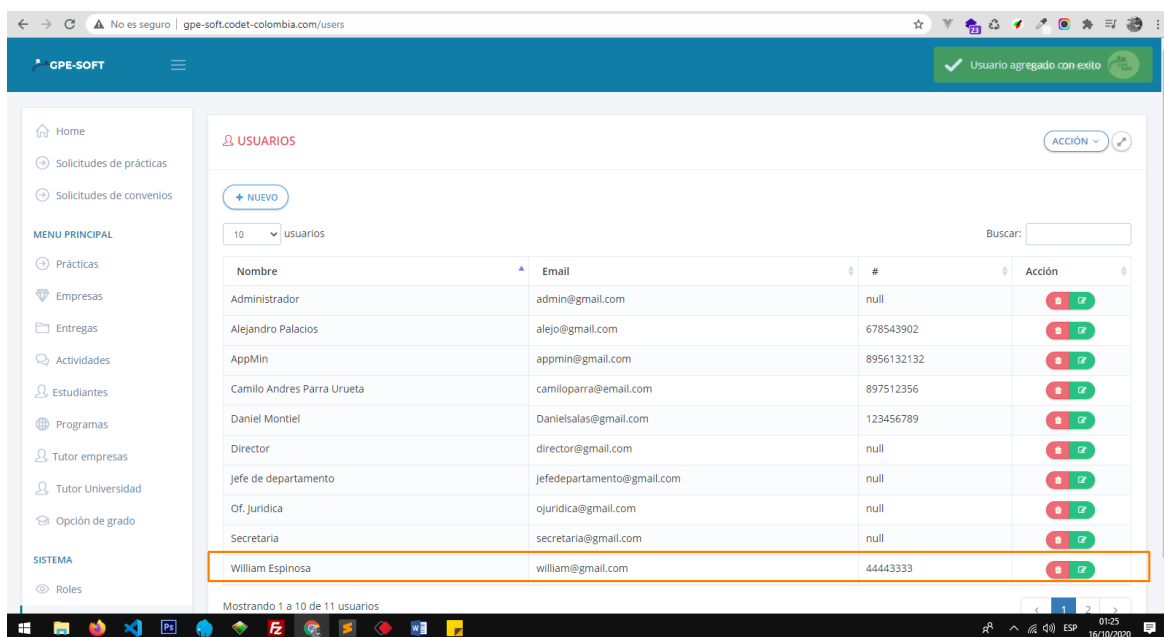 No es seguro | gpe-soft.codet-colombia.com/users
23
GPE-SOFT
Usuario agregado con exito
Home
Solicitudes de prácticas
Solicitudes de convenios
MENU PRINCIPAL
Prácticas
Empresas
Entregas
Actividades
Estudiantes
Programas
Tutor empresas
Tutor Universidad
Opción de grado
SISTEMA
Roles
USUARIOS
ACCIÓN
+ NUEVO
10 usuarios
Buscar:
Nombre Email # Acción
Administrador admin@gmail.com null
Alejandro Palacios alejo@gmail.com 678543902
AppMin appmin@gmail.com 8956132132
Camilo Andres Parra Urueta camiloparra@email.com 897512356
Daniel Montiel Danielsalas@gmail.com 123456789
Director director@gmail.com null
Jefe de departamento jefedepartamento@gmail.com null
Of. Juridica ojuridica@gmail.com null
Secretaria secretaria@gmail.com null
William Espinosa william@gmail.com 44443333
Mostrando 1 a 10 de 11 usuarios
‹ 1 2 ›
Ps
Fz
ESP
01:25
16/10/2020